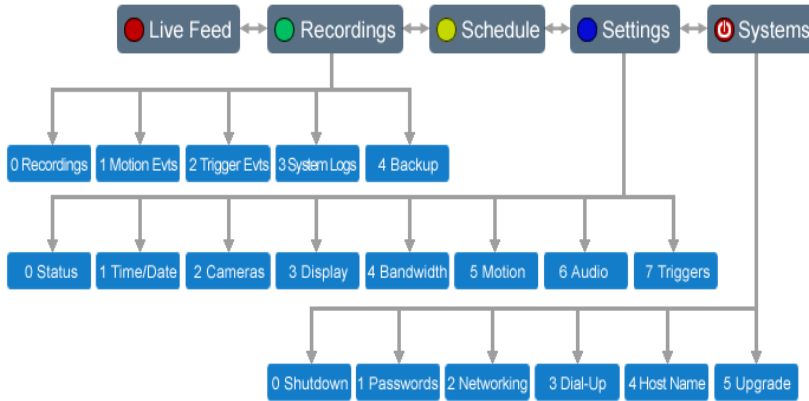 Live Feed
Recordings
Schedule
Settings
Systems
0 Recordings
1 Motion Evts
2 Trigger Evts
3 System Logs
4 Backup
0 Status
1 Time/Date
2 Cameras
3 Display
4 Bandwidth
5 Motion
6 Audio
7 Triggers
0 Shutdown
1 Passwords
2 Networking
3 Dial-Up
4 Host Name
5 Upgrade